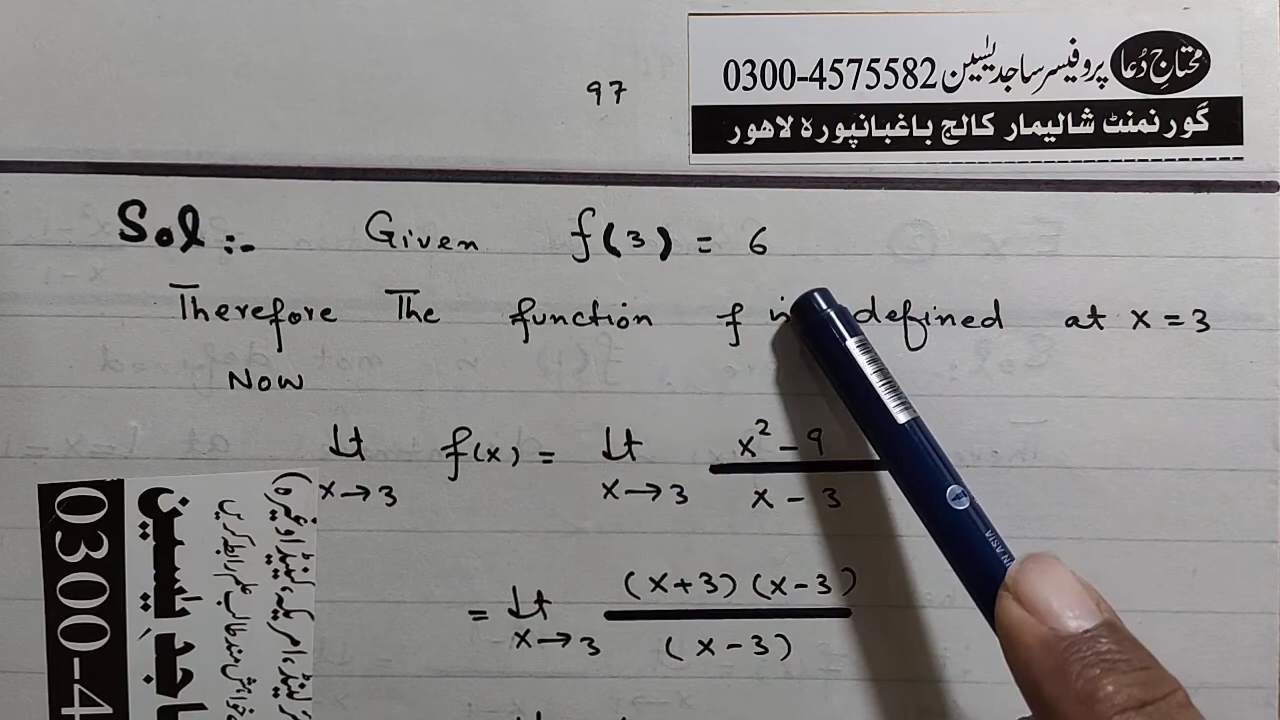 محتاجِ دُعا پروفیسر ساجد یٰسین 0300-4575582
گورنمنٹ شالیمار کالج باغبانپورہ لاہور
97
Sol:- Given f(3) = 6
Therefore The function f is defined at x = 3
Now
Lt x→3 f(x) = Lt x→3 x² - 9 / x - 3
= Lt x→3 (x+3) (x-3) / (x-3)
0300-4